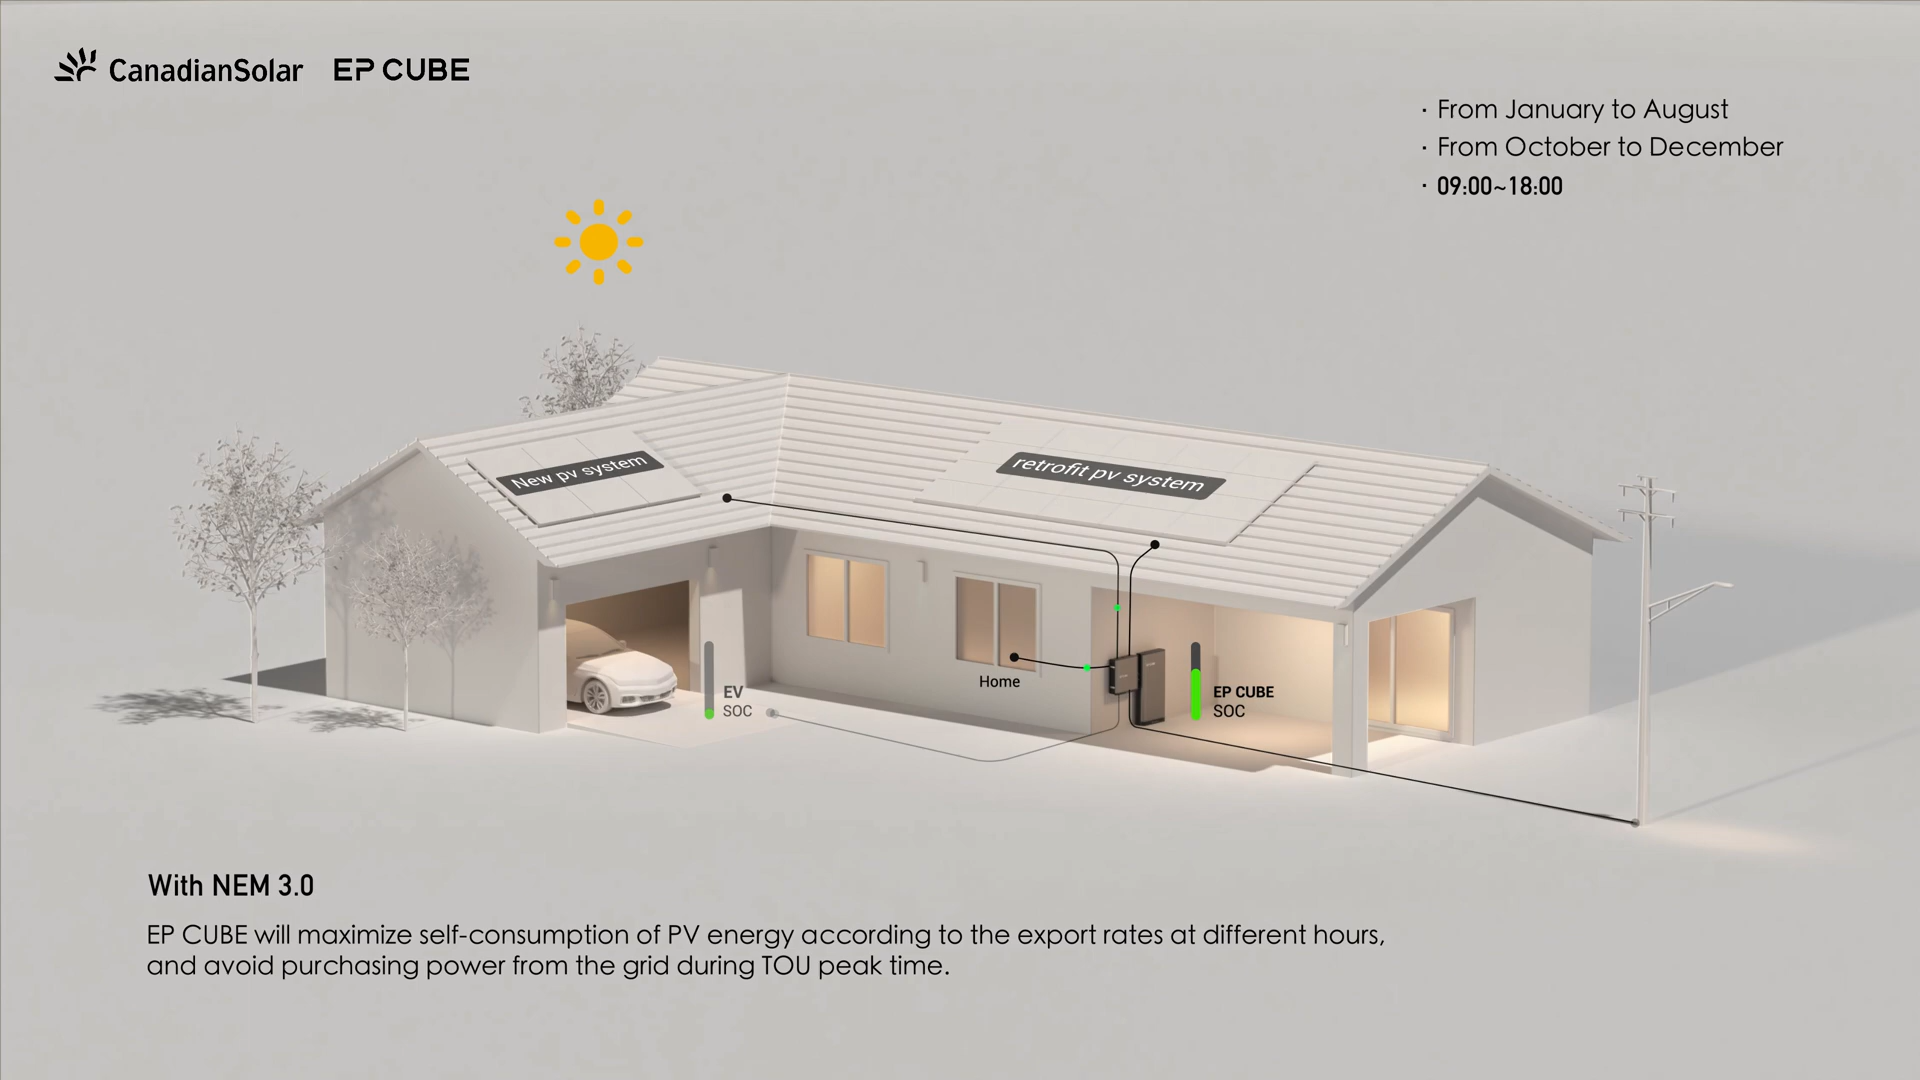 CanadianSolar EP CUBE
· From January to August
· From October to December
· 09:00~18:00
New pv system
retrofit pv system
Home
EV
SOC
EP CUBE
SOC
With NEM 3.0
EP CUBE will maximize self-consumption of PV energy according to the export rates at different hours,
and avoid purchasing power from the grid during TOU peak time.